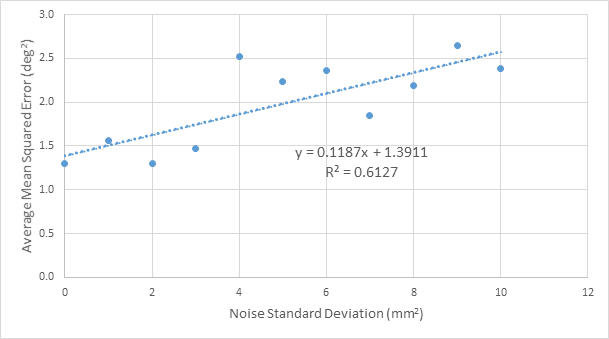 3.0
2.5
2.0
1.5
1.0
0.5
0.0
Average Mean Squared Error (deg²)
y = 0.1187x + 1.3911
R² = 0.6127
0 2 4 6 8 10 12
Noise Standard Deviation (mm²)